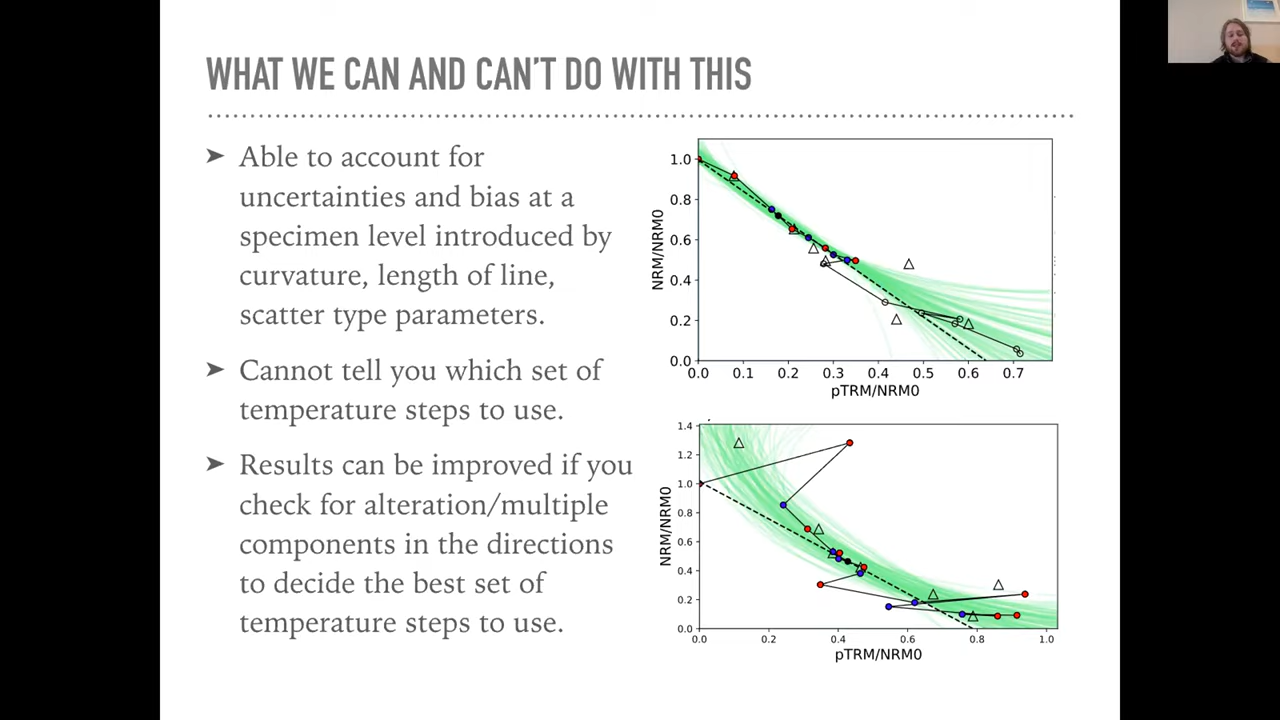 WHAT WE CAN AND CAN'T DO WITH THIS
➤ Able to account for
uncertainties and bias at a
specimen level introduced by
curvature, length of line,
scatter type parameters.
➤ Cannot tell you which set of
temperature steps to use.
➤ Results can be improved if you
check for alteration/multiple
components in the directions
to decide the best set of
temperature steps to use.
NRM/NRM0
1.0
0.8
0.6
0.4
0.2
0.0
0.0 0.1 0.2 0.3 0.4 0.5 0.6 0.7
pTRM/NRM0
NRM/NRM0
1.4
1.2
1.0
0.8
0.6
0.4
0.2
0.0
0.0 0.2 0.4 0.6 0.8 1.0
pTRM/NRM0